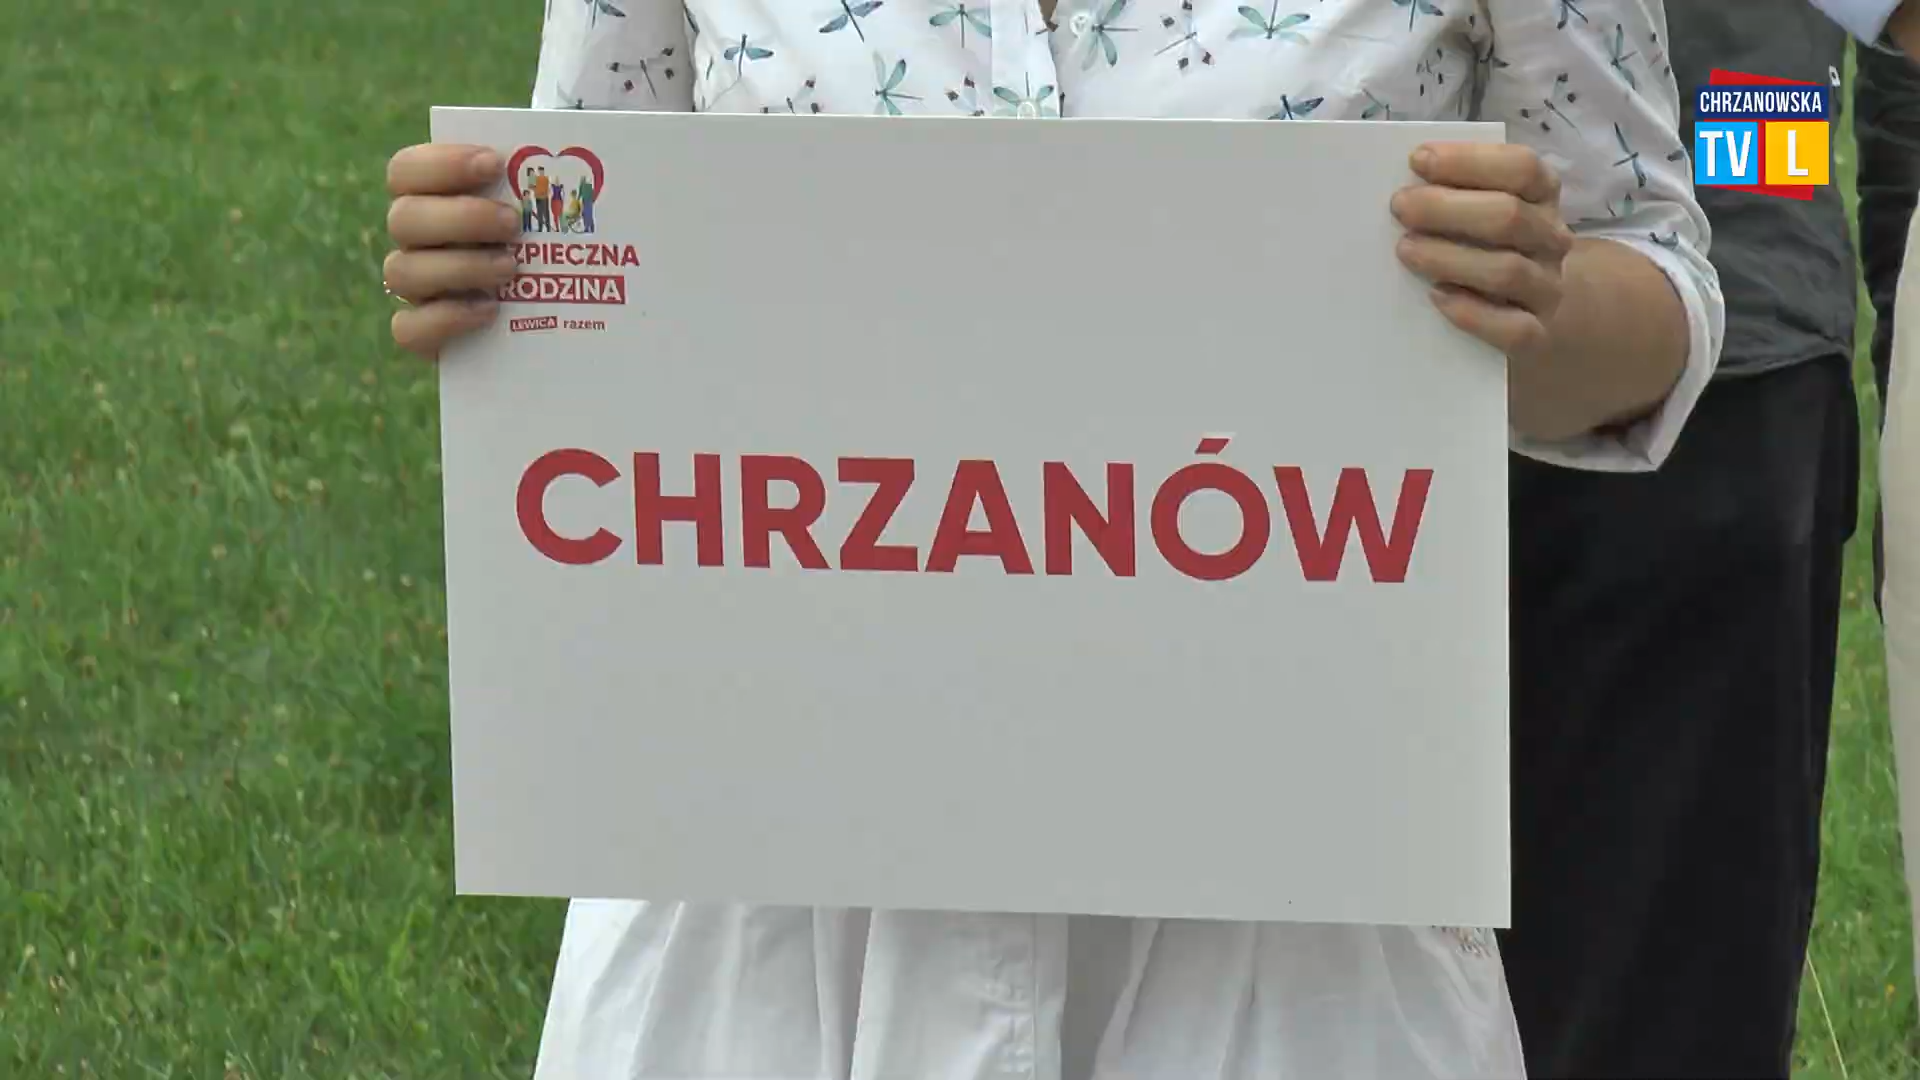 CHRZANOWSKA
TV L
ZPIECZNA
RODZINA
LEWICA razem
CHRZANÓW